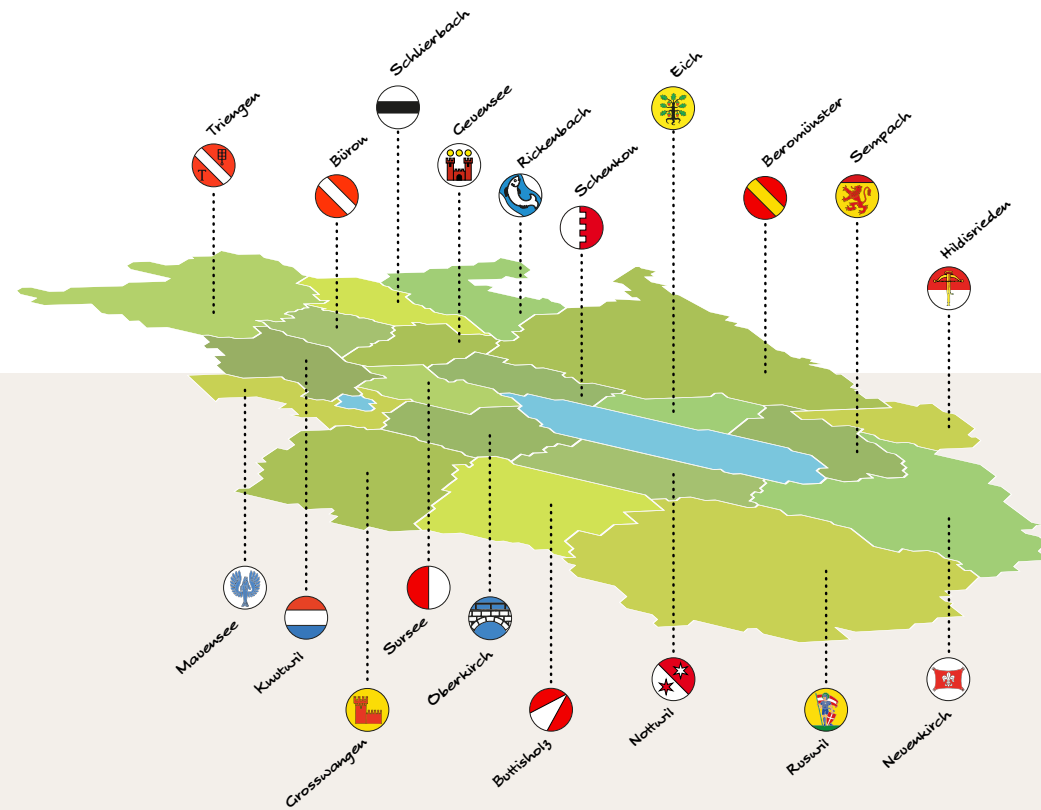 Triengen
Büron
Schlierbach
Geuensee
Rickenbach
Schenkon
Eich
Beromünster
Sempach
Hildisrieden
T
Mauensee
Knutwil
Grosswangen
Sursee
Oberkirch
Buttisholz
Nottwil
Ruswil
Neuenkirch